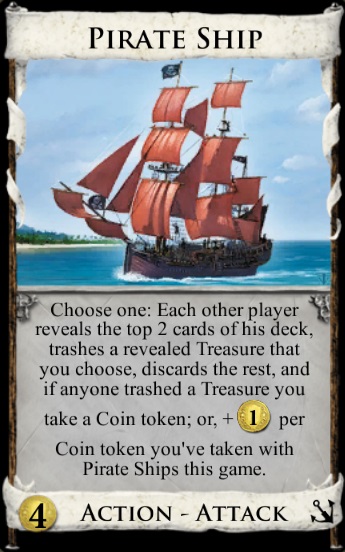 Pirate Ship
Choose one: Each other player
reveals the top 2 cards of his deck,
trashes a revealed Treasure that
you choose, discards the rest, and
if anyone trashed a Treasure you
take a Coin token; or, + 1 per
Coin token you've taken with
Pirate Ships this game.
4 Action - Attack